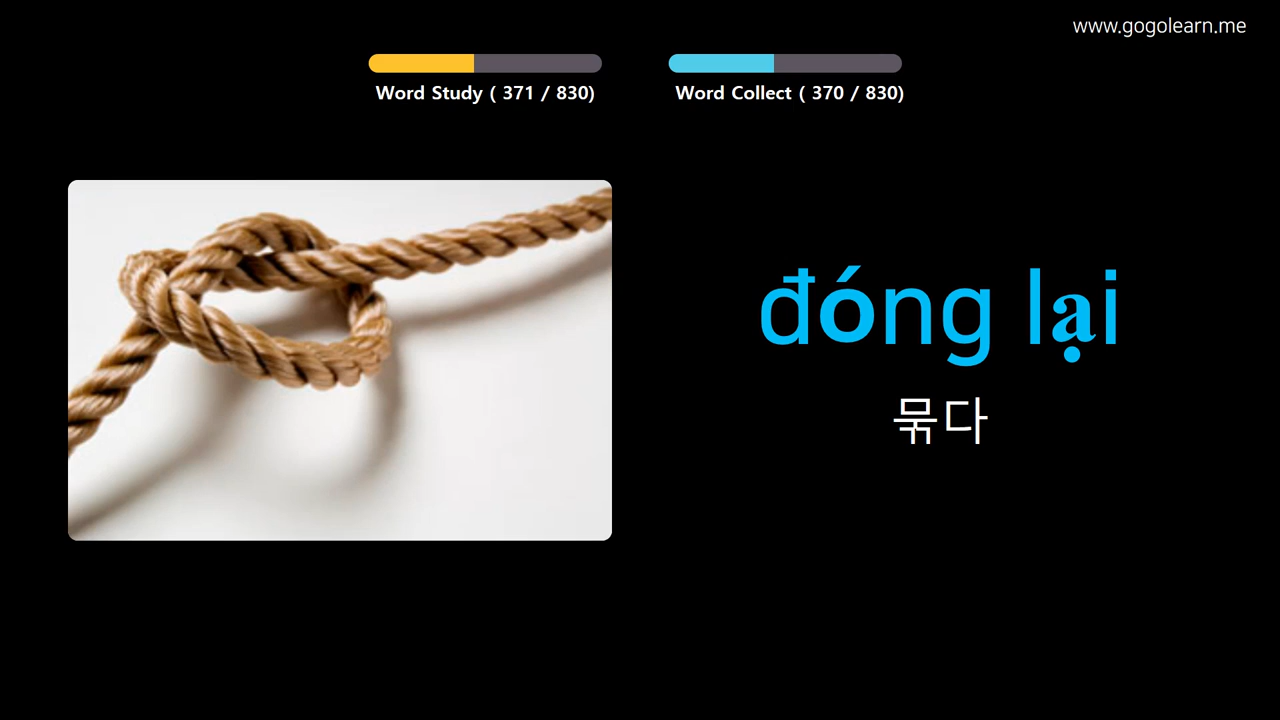 www.gogolearn.me
Word Study ( 371 / 830)
Word Collect ( 370 / 830)
đóng lại
묶다